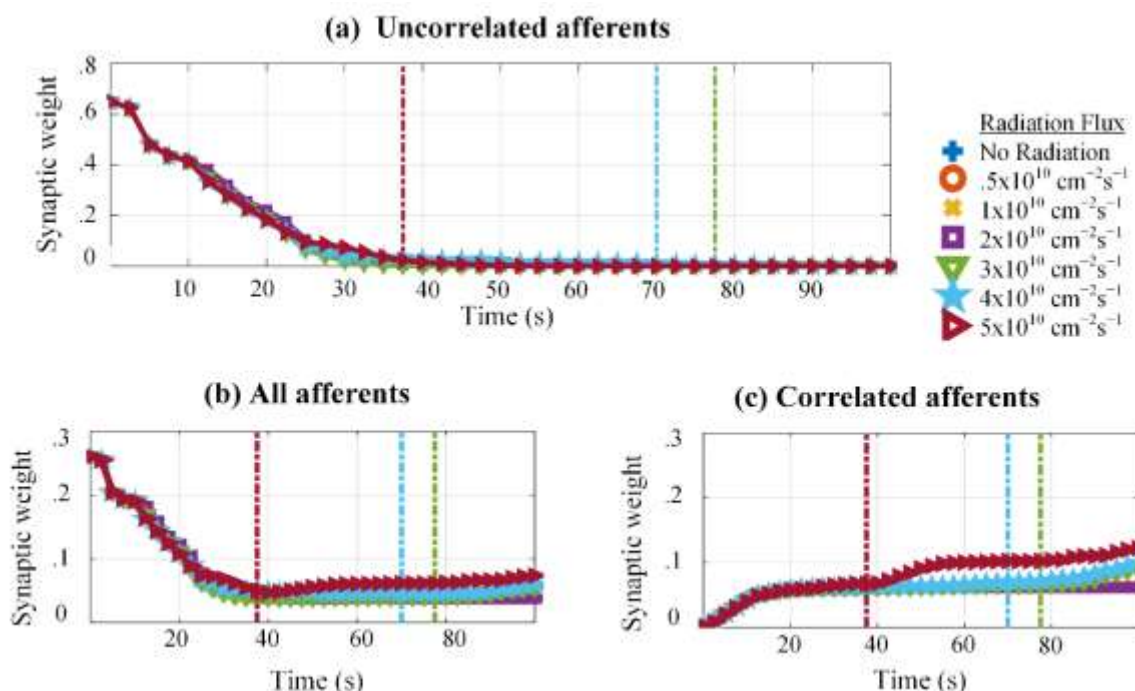 (a) Uncorrelated afferents
Synaptic weight
.8
.6
.4
.2
0
10 20 30 40 50 60 70 80 90
Time (s)
Radiation Flux
No Radiation
.5x10¹⁰ cm⁻²s⁻¹
1x10¹⁰ cm⁻²s⁻¹
2x10¹⁰ cm⁻²s⁻¹
3x10¹⁰ cm⁻²s⁻¹
4x10¹⁰ cm⁻²s⁻¹
5x10¹⁰ cm⁻²s⁻¹
(b) All afferents
Synaptic weight
.3
.2
.1
0
20 40 60 80
Time (s)
(c) Correlated afferents
Synaptic weight
.3
.2
.1
0
20 40 60 80
Time (s)